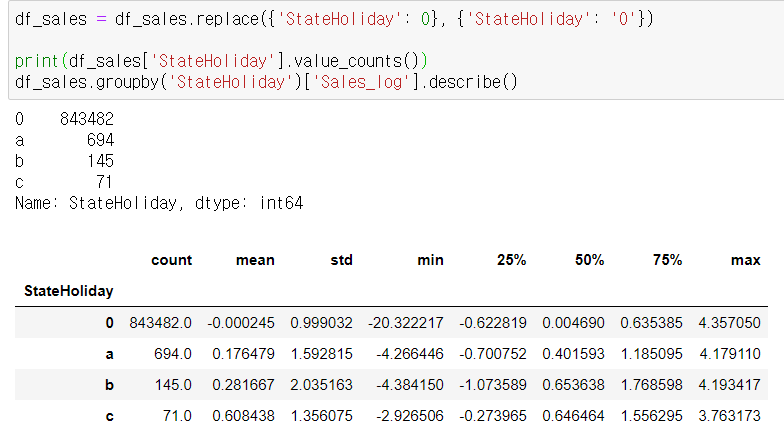 df_sales = df_sales.replace({'StateHoliday': 0}, {'StateHoliday': '0'})
print(df_sales['StateHoliday'].value_counts())
df_sales.groupby('StateHoliday')['Sales_log'].describe()
0 843482
a 694
b 145
c 71
Name: StateHoliday, dtype: int64
count mean std min 25% 50% 75% max
StateHoliday
0 843482.0 -0.000245 0.999032 -20.322217 -0.622819 0.004690 0.635385 4.357050
a 694.0 0.176479 1.592815 -4.266446 -0.700752 0.401593 1.185095 4.179110
b 145.0 0.281667 2.035163 -4.384150 -1.073589 0.653638 1.768598 4.193417
c 71.0 0.608438 1.356075 -2.926506 -0.273965 0.646464 1.556295 3.763173